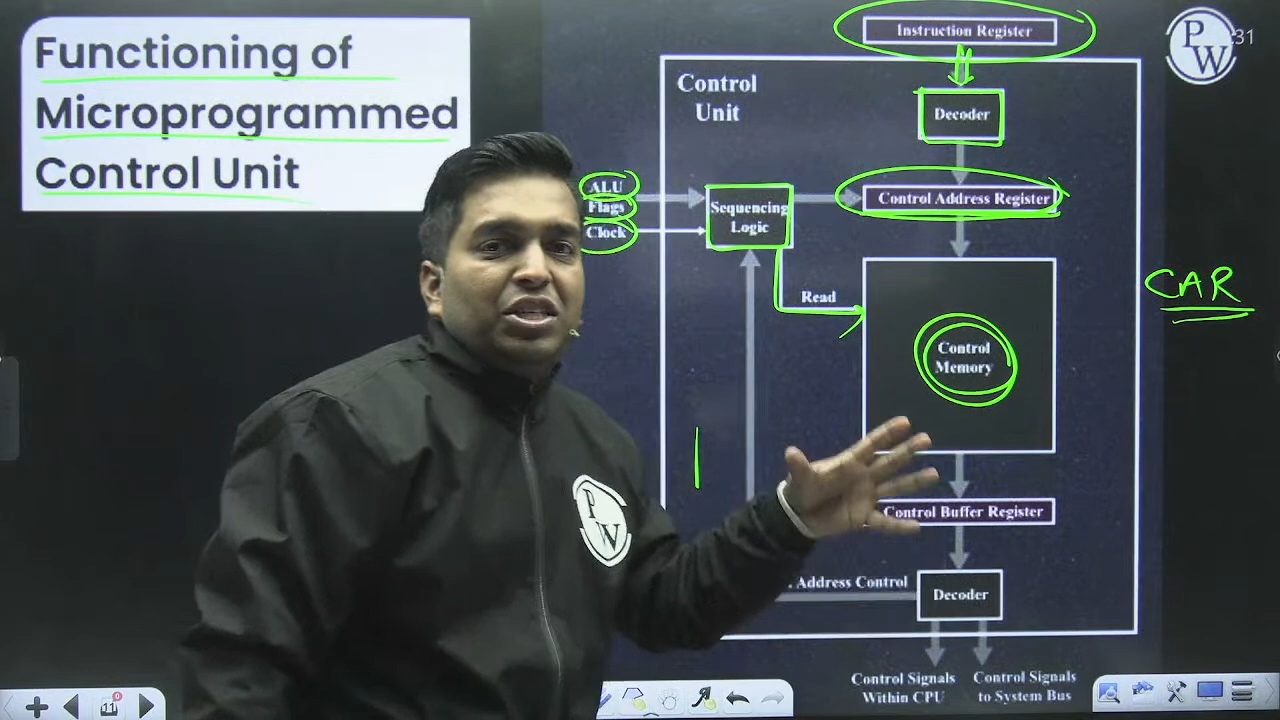 Functioning of
Microprogrammed
Control Unit
Instruction Register
Control
Unit
Decoder
ALU
Flags
Clock
Sequencing
Logic
Control Address Register
Read
CAR
Control
Memory
Control Buffer Register
Address Control
Decoder
Control Signals
Within CPU
Control Signals
to System Bus
P
W
31
P
W
11
0